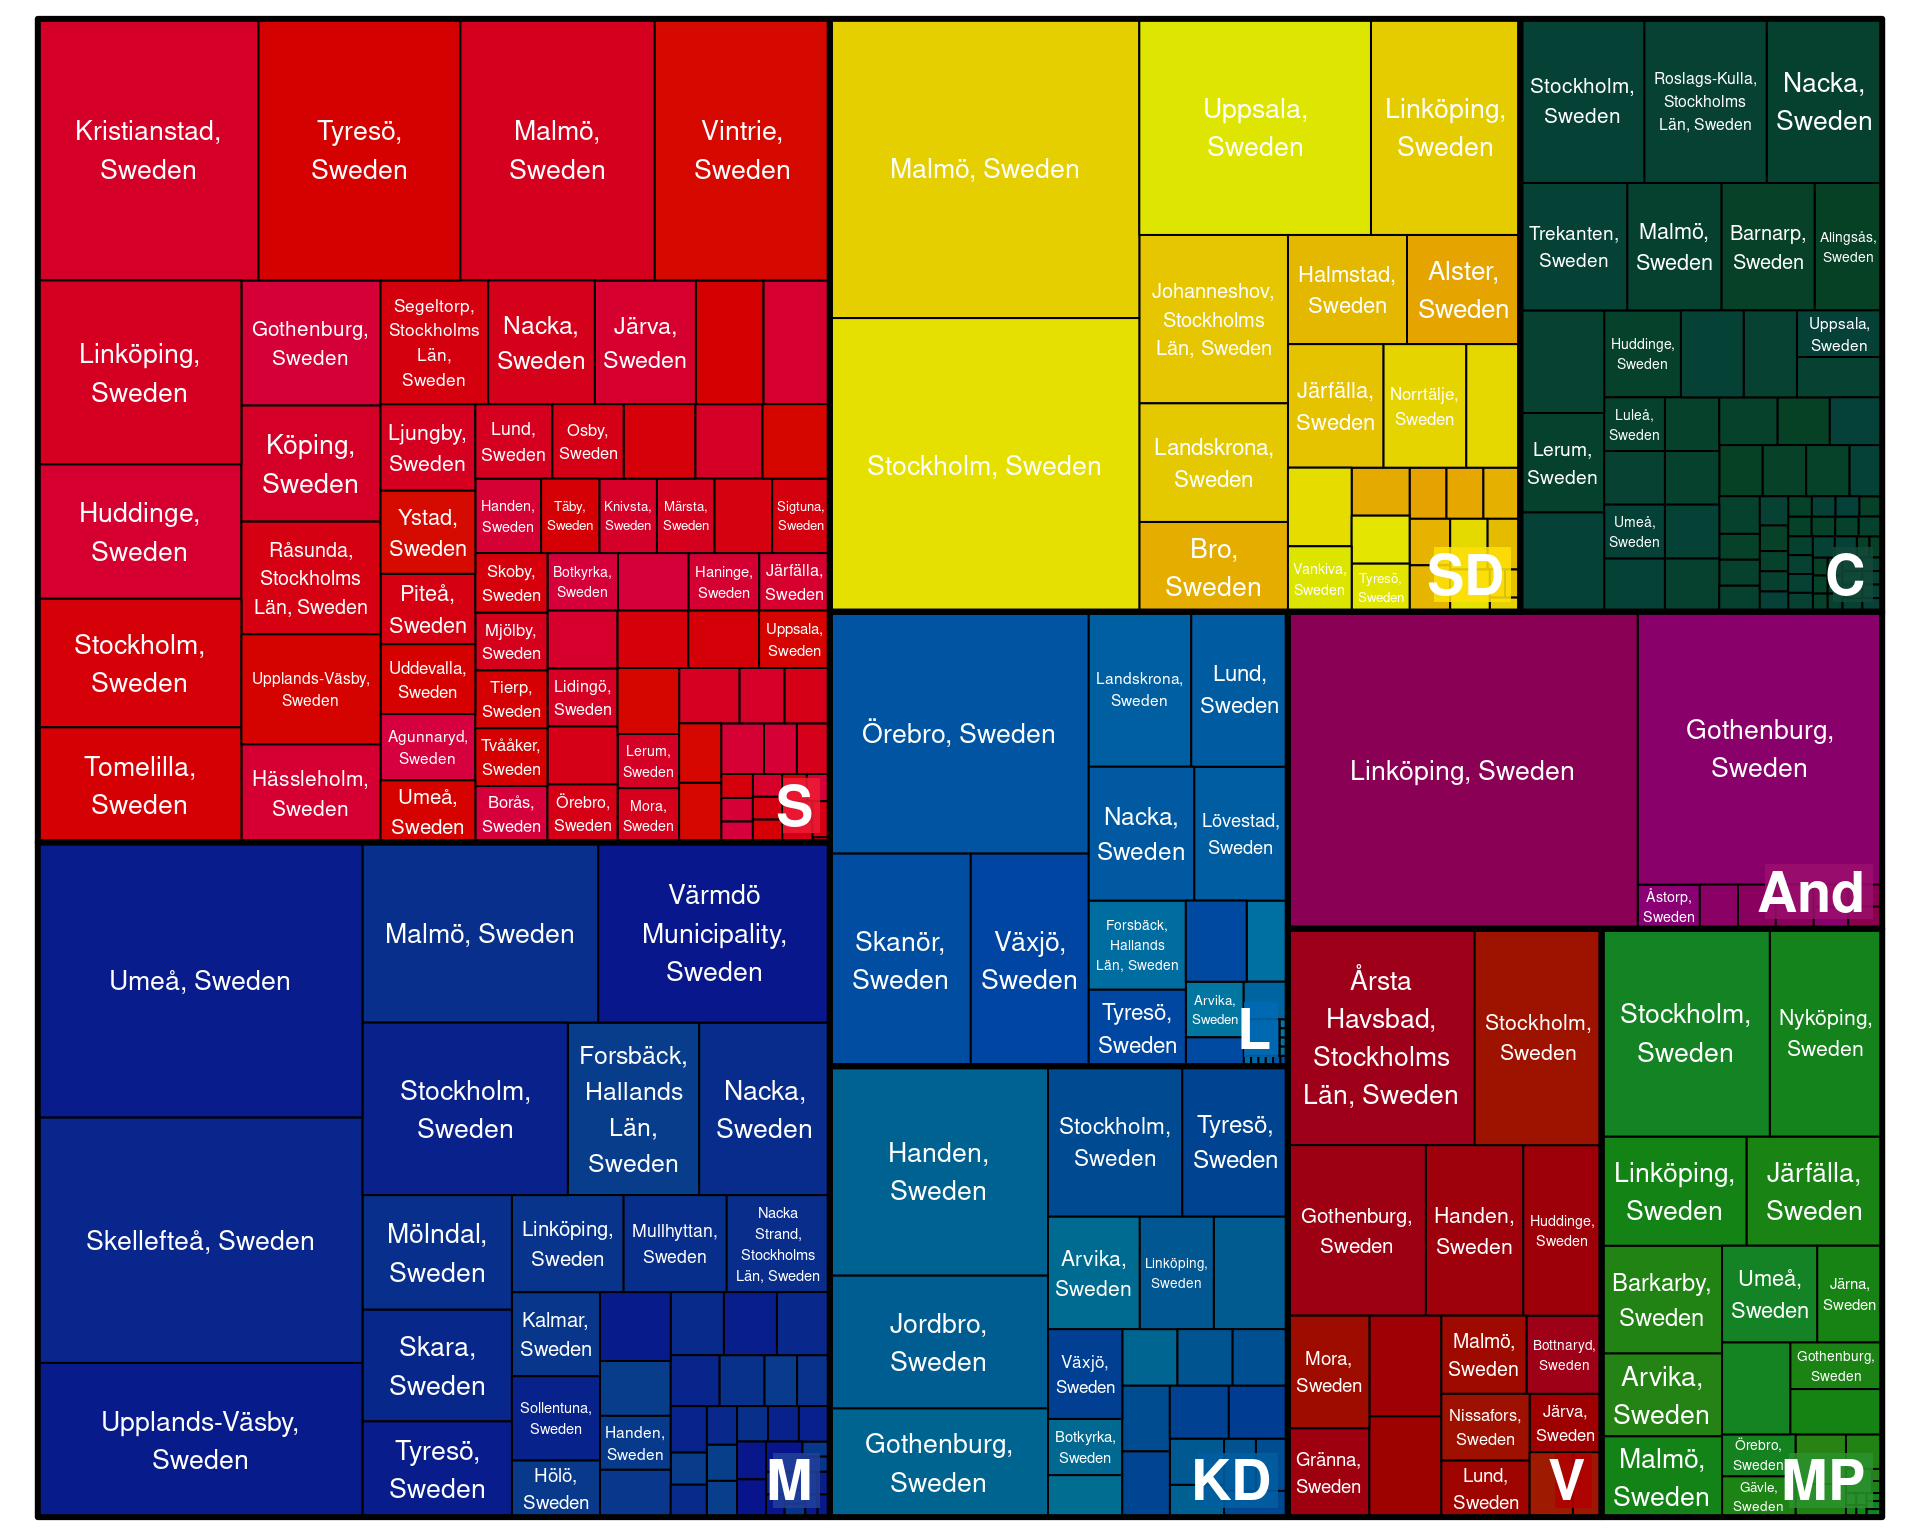 Kristianstad,
Sweden
Tyresö,
Sweden
Malmö,
Sweden
Vintrie,
Sweden
Linköping,
Sweden
Huddinge,
Sweden
Stockholm,
Sweden
Tomelilla,
Sweden
Gothenburg,
Sweden
Köping,
Sweden
Råsunda,
Stockholms
Län, Sweden
Upplands-Väsby,
Sweden
Hässleholm,
Sweden
Segeltorp,
Stockholms
Län,
Sweden
Nacka,
Sweden
Järva,
Sweden
Ljungby,
Sweden
Ystad,
Sweden
Piteå,
Sweden
Uddevalla,
Sweden
Agunnaryd,
Sweden
Umeå,
Sweden
Lund,
Sweden
Osby,
Sweden
Handen,
Sweden
Täby,
Sweden
Knivsta,
Sweden
Märsta,
Sweden
Sigtuna,
Sweden
Skoby,
Sweden
Mjölby,
Sweden
Tierp,
Sweden
Tvååker,
Sweden
Borås,
Sweden
Botkyrka,
Sweden
Haninge,
Sweden
Järfälla,
Sweden
Uppsala,
Sweden
Lidingö,
Sweden
Örebro,
Sweden
Lerum,
Sweden
Mora,
Sweden
S
Umeå, Sweden
Skellefteå, Sweden
Upplands-Väsby,
Sweden
Malmö, Sweden
Värmdö
Municipality,
Sweden
Stockholm,
Sweden
Forsbäck,
Hallands
Län,
Sweden
Nacka,
Sweden
Mölndal,
Sweden
Skara,
Sweden
Tyresö,
Sweden
Linköping,
Sweden
Mullhyttan,
Sweden
Nacka
Strand,
Stockholms
Län, Sweden
Kalmar,
Sweden
Sollentuna,
Sweden
Hölö,
Sweden
Handen,
Sweden
M
Malmö, Sweden
Stockholm, Sweden
Uppsala,
Sweden
Linköping,
Sweden
Johanneshov,
Stockholms
Län, Sweden
Landskrona,
Sweden
Bro,
Sweden
Halmstad,
Sweden
Alster,
Sweden
Järfälla,
Sweden
Norrtälje,
Sweden
Vankiva,
Sweden
Tyresö,
Sweden
SD
Stockholm,
Sweden
Roslags-Kulla,
Stockholms
Län, Sweden
Nacka,
Sweden
Trekanten,
Sweden
Malmö,
Sweden
Barnarp,
Sweden
Alingsås,
Sweden
Huddinge,
Sweden
Uppsala,
Sweden
Lerum,
Sweden
Luleå,
Sweden
Umeå,
Sweden
C
Örebro, Sweden
Skanör,
Sweden
Växjö,
Sweden
Landskrona,
Sweden
Lund,
Sweden
Nacka,
Sweden
Lövestad,
Sweden
Forsbäck,
Hallands
Län, Sweden
Tyresö,
Sweden
Arvika,
Sweden
L
Handen,
Sweden
Jordbro,
Sweden
Gothenburg,
Sweden
Stockholm,
Sweden
Tyresö,
Sweden
Arvika,
Sweden
Linköping,
Sweden
Växjö,
Sweden
Botkyrka,
Sweden
KD
Linköping, Sweden
Gothenburg,
Sweden
Åstorp,
Sweden
And
Årsta
Havsbad,
Stockholms
Län, Sweden
Stockholm,
Sweden
Gothenburg,
Sweden
Handen,
Sweden
Huddinge,
Sweden
Mora,
Sweden
Gränna,
Sweden
Malmö,
Sweden
Bottnaryd,
Sweden
Nissafors,
Sweden
Järva,
Sweden
Lund,
Sweden
V
Stockholm,
Sweden
Nyköping,
Sweden
Linköping,
Sweden
Järfälla,
Sweden
Barkarby,
Sweden
Arvika,
Sweden
Malmö,
Sweden
Umeå,
Sweden
Järna,
Sweden
Gothenburg,
Sweden
Örebro,
Sweden
Gävle,
Sweden
MP